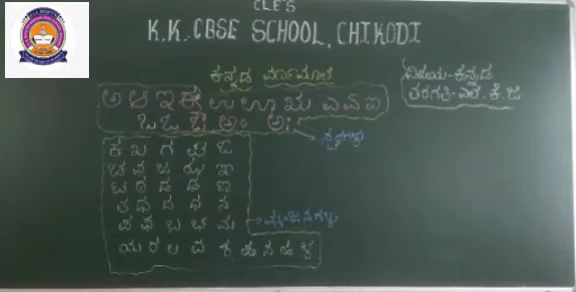 CLE'S
K.K. CBSE SCHOOL, CHIKODI
ಕನ್ನಡ ವರ್ಣಮಾಲೆ
ವಿಷಯ-ಕನ್ನಡ
ತರಗತಿ-ಎಲ್.ಕೆ.ಜಿ
ಅ ಆ ಇ ಈ ಉ ಊ ಋ ಎ ಏ ಐ
ಒ ಓ ಔ ಅಂ ಅಃ
ಸ್ವರಗಳು
ಕ ಖ ಗ ಘ ಙ
ಚ ಛ ಜ ಝ ಞ
ಟ ಠ ಡ ಢ ಣ
ತ ಥ ದ ಧ ನ
ಪ ಫ ಬ ಭ ಮ
ವ್ಯಂಜನಗಳು
ಯ ರ ಲ ವ ಶ ಷ ಸ ಹ ಳ